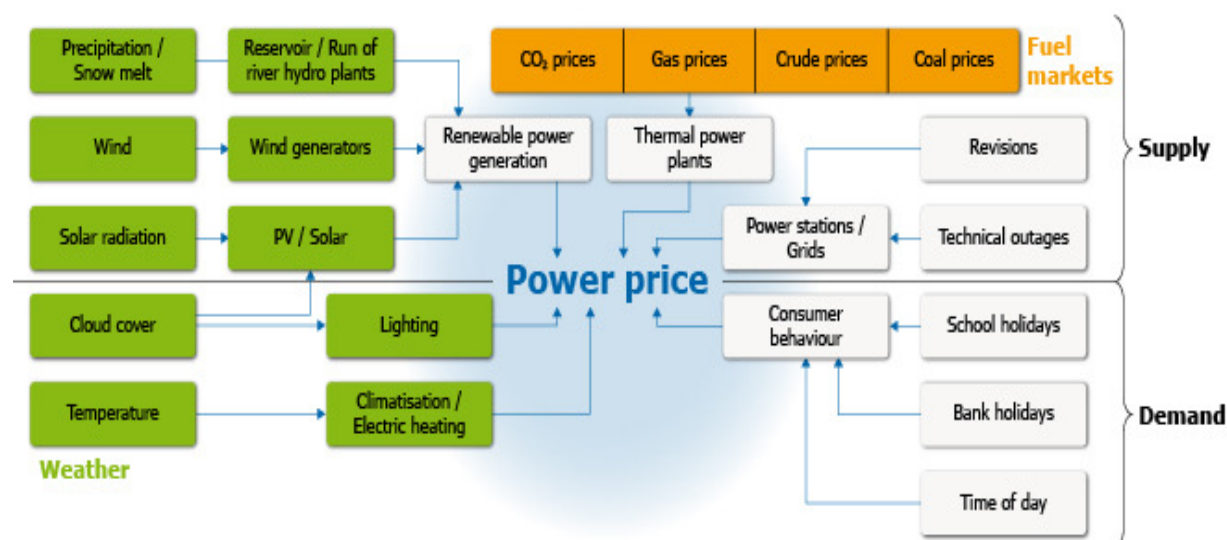 Precipitation /
Snow melt
Reservoir / Run of
river hydro plants
CO₂ prices
Gas prices
Crude prices
Coal prices
Fuel
markets
Wind
Wind generators
Renewable power
generation
Thermal power
plants
Revisions
Supply
Solar radiation
PV / Solar
Power stations /
Grids
Technical outages
Power price
Cloud cover
Lighting
Consumer
behaviour
School holidays
Temperature
Climatisation /
Electric heating
Bank holidays
Demand
Weather
Time of day